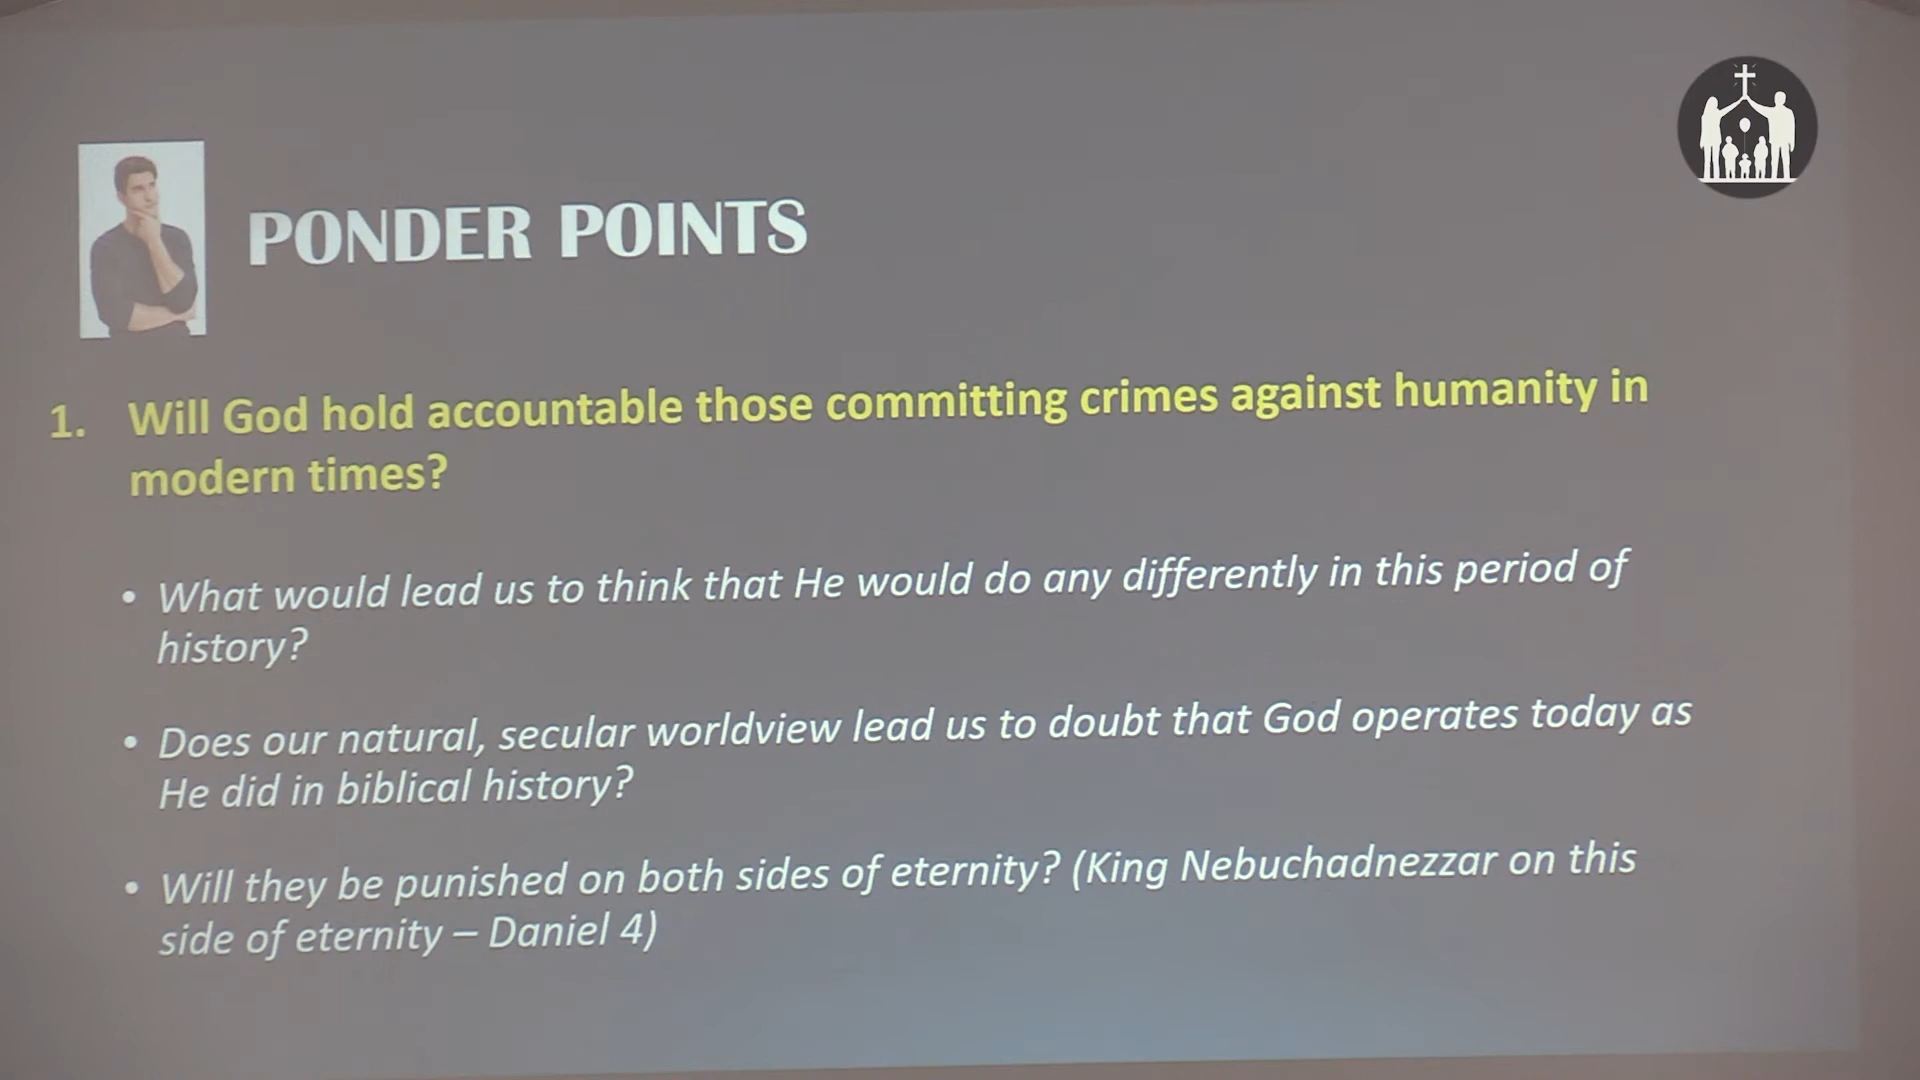 PONDER POINTS
1. Will God hold accountable those committing crimes against humanity in
modern times?
• What would lead us to think that He would do any differently in this period of
history?
• Does our natural, secular worldview lead us to doubt that God operates today as
He did in biblical history?
• Will they be punished on both sides of eternity? (King Nebuchadnezzar on this
side of eternity – Daniel 4)